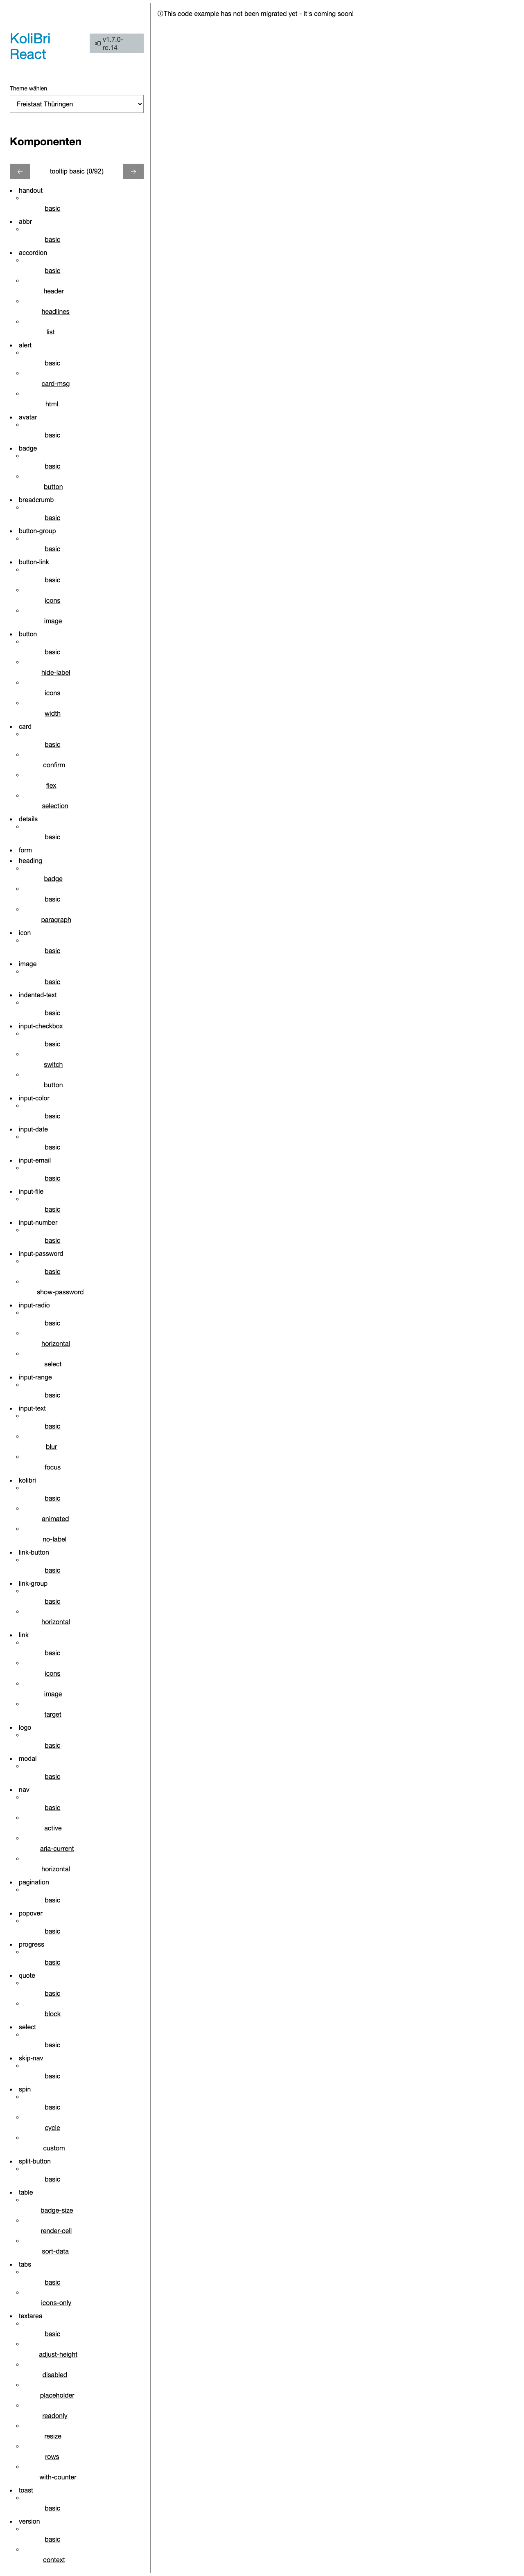 KoliBri
React
v1.7.0-
rc.14
Theme wählen
Freistaat Thüringen
Komponenten
tooltip basic (0/92)
handout
basic
abbr
basic
accordion
basic
header
headlines
list
alert
basic
card-msg
html
avatar
basic
badge
basic
button
breadcrumb
basic
button-group
basic
button-link
basic
icons
image
button
basic
hide-label
icons
width
card
basic
confirm
flex
selection
details
basic
form
heading
badge
basic
paragraph
icon
basic
image
basic
indented-text
basic
input-checkbox
basic
switch
button
input-color
basic
input-date
basic
input-email
basic
input-file
basic
input-number
basic
input-password
basic
show-password
input-radio
basic
horizontal
select
input-range
basic
input-text
basic
blur
focus
kolibri
basic
animated
no-label
link-button
basic
link-group
basic
horizontal
link
basic
icons
image
target
logo
basic
modal
basic
nav
basic
active
aria-current
horizontal
pagination
basic
popover
basic
progress
basic
quote
basic
block
select
basic
skip-nav
basic
spin
basic
cycle
custom
split-button
basic
table
badge-size
render-cell
sort-data
tabs
basic
icons-only
textarea
basic
adjust-height
disabled
placeholder
readonly
resize
rows
with-counter
toast
basic
version
basic
context
This code example has not been migrated yet - it's coming soon!